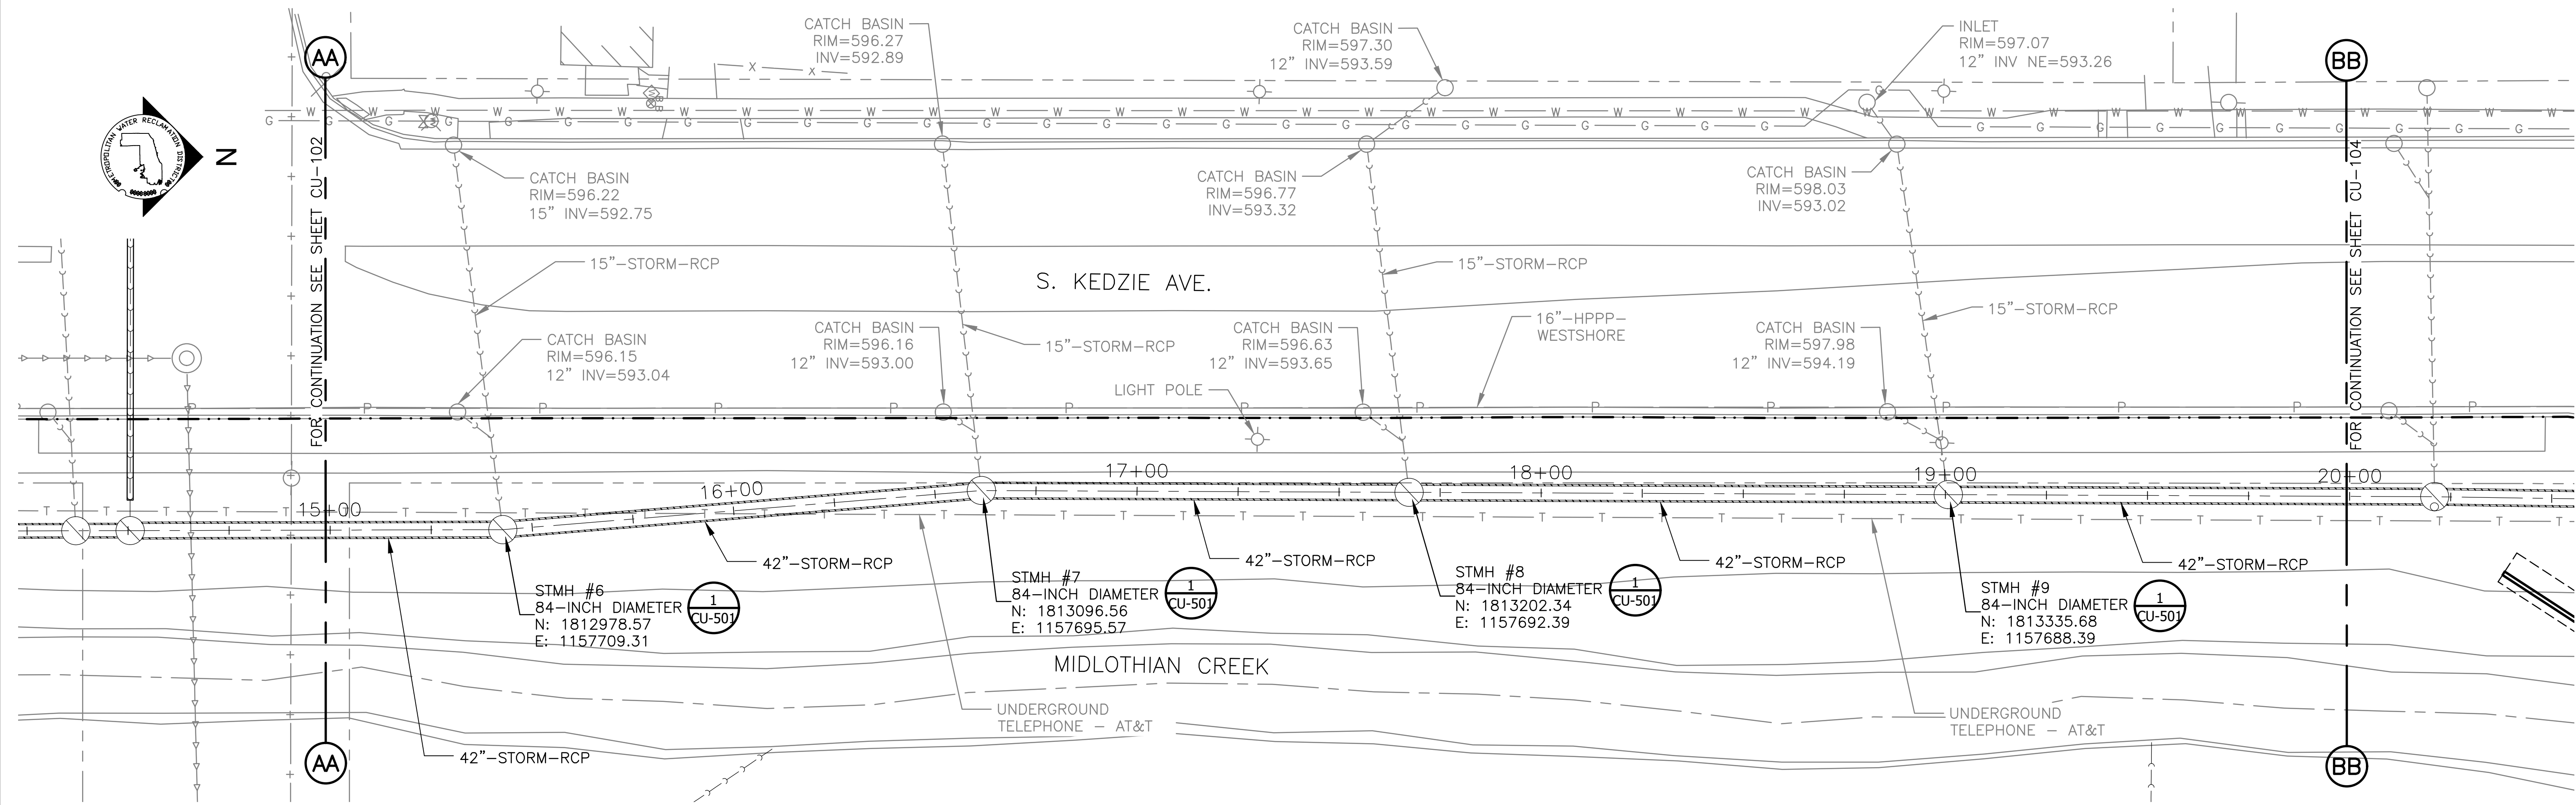 CATCH BASIN
RIM=596.27
INV=592.89
CATCH BASIN
RIM=597.30
12" INV=593.59
INLET
RIM=597.07
12" INV NE=593.26
AA
BB
METROPOLITAN WATER RECLAMATION DISTRICT
N
FOR CONTINUATION SEE SHEET CU-102
FOR CONTINUATION SEE SHEET CU-104
CATCH BASIN
RIM=596.22
15" INV=592.75
CATCH BASIN
RIM=596.77
INV=593.32
CATCH BASIN
RIM=598.03
INV=593.02
15"-STORM-RCP
S. KEDZIE AVE.
15"-STORM-RCP
15"-STORM-RCP
15"-STORM-RCP
16"-HPPP-
WESTSHORE
CATCH BASIN
RIM=596.15
12" INV=593.04
CATCH BASIN
RIM=596.16
12" INV=593.00
CATCH BASIN
RIM=596.63
12" INV=593.65
CATCH BASIN
RIM=597.98
12" INV=594.19
LIGHT POLE
15+00
16+00
17+00
18+00
19+00
20+00
42"-STORM-RCP
42"-STORM-RCP
42"-STORM-RCP
42"-STORM-RCP
STMH #6
84-INCH DIAMETER
N: 1812978.57
E: 1157709.31
1
CU-501
STMH #7
84-INCH DIAMETER
N: 1813096.56
E: 1157695.57
1
CU-501
STMH #8
84-INCH DIAMETER
N: 1813202.34
E: 1157692.39
1
CU-501
STMH #9
84-INCH DIAMETER
N: 1813335.68
E: 1157688.39
1
CU-501
MIDLOTHIAN CREEK
UNDERGROUND
TELEPHONE - AT&T
UNDERGROUND
TELEPHONE - AT&T
42"-STORM-RCP
AA
BB